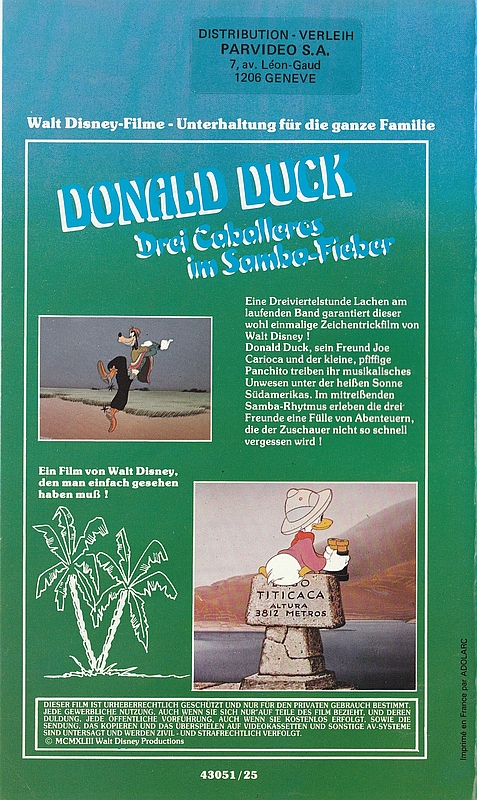 DISTRIBUTION - VERLEIH
PARVIDEO S.A.
7, av. Léon-Gaud
1206 GENEVE
Walt Disney-Filme - Unterhaltung für die ganze Familie
DONALD DUCK
Drei Caballeros
im Samba-Fieber
Eine Dreiviertelstunde Lachen am
laufenden Band garantiert dieser
wohl einmalige Zeichentrickfilm von
Walt Disney !
Donald Duck, sein Freund Joe
Carioca und der kleine, pfiffige
Panchito treiben ihr musikalisches
Unwesen unter der heißen Sonne
Südamerikas. Im mitreißenden
Samba-Rhytmus erleben die drei
Freunde eine Fülle von Abenteuern,
die der Zuschauer nicht so schnell
vergessen wird !
Ein Film von Walt Disney,
den man einfach gesehen
haben muß !
TITICACA
ALTURA
3812 METROS
DIESER FILM IST URHEBERRECHTLICH GESCHÜTZT UND NUR FÜR DEN PRIVATEN GEBRAUCH BESTIMMT.
JEDE GEWERBLICHE NUTZUNG, AUCH WENN SIE SICH NUR AUF TEILE DES FILM BEZIEHT, UND DEREN
DULDUNG, JEDE ÖFFENTLICHE VORFÜHRUNG, AUCH WENN SIE KOSTENLOS ERFOLGT, SOWIE DIE
SENDUNG, DAS KOPIEREN UND DAS ÜBERSPIELEN AUF VIDEOKASSETTEN UND SONSTIGE AV-SYSTEME
SIND UNTERSAGT UND WERDEN ZIVIL - UND STRAFRECHTLICH VERFOLGT.
© MCMXLIII Walt Disney Productions
43051/25
Imprimé en France par ADOLARC